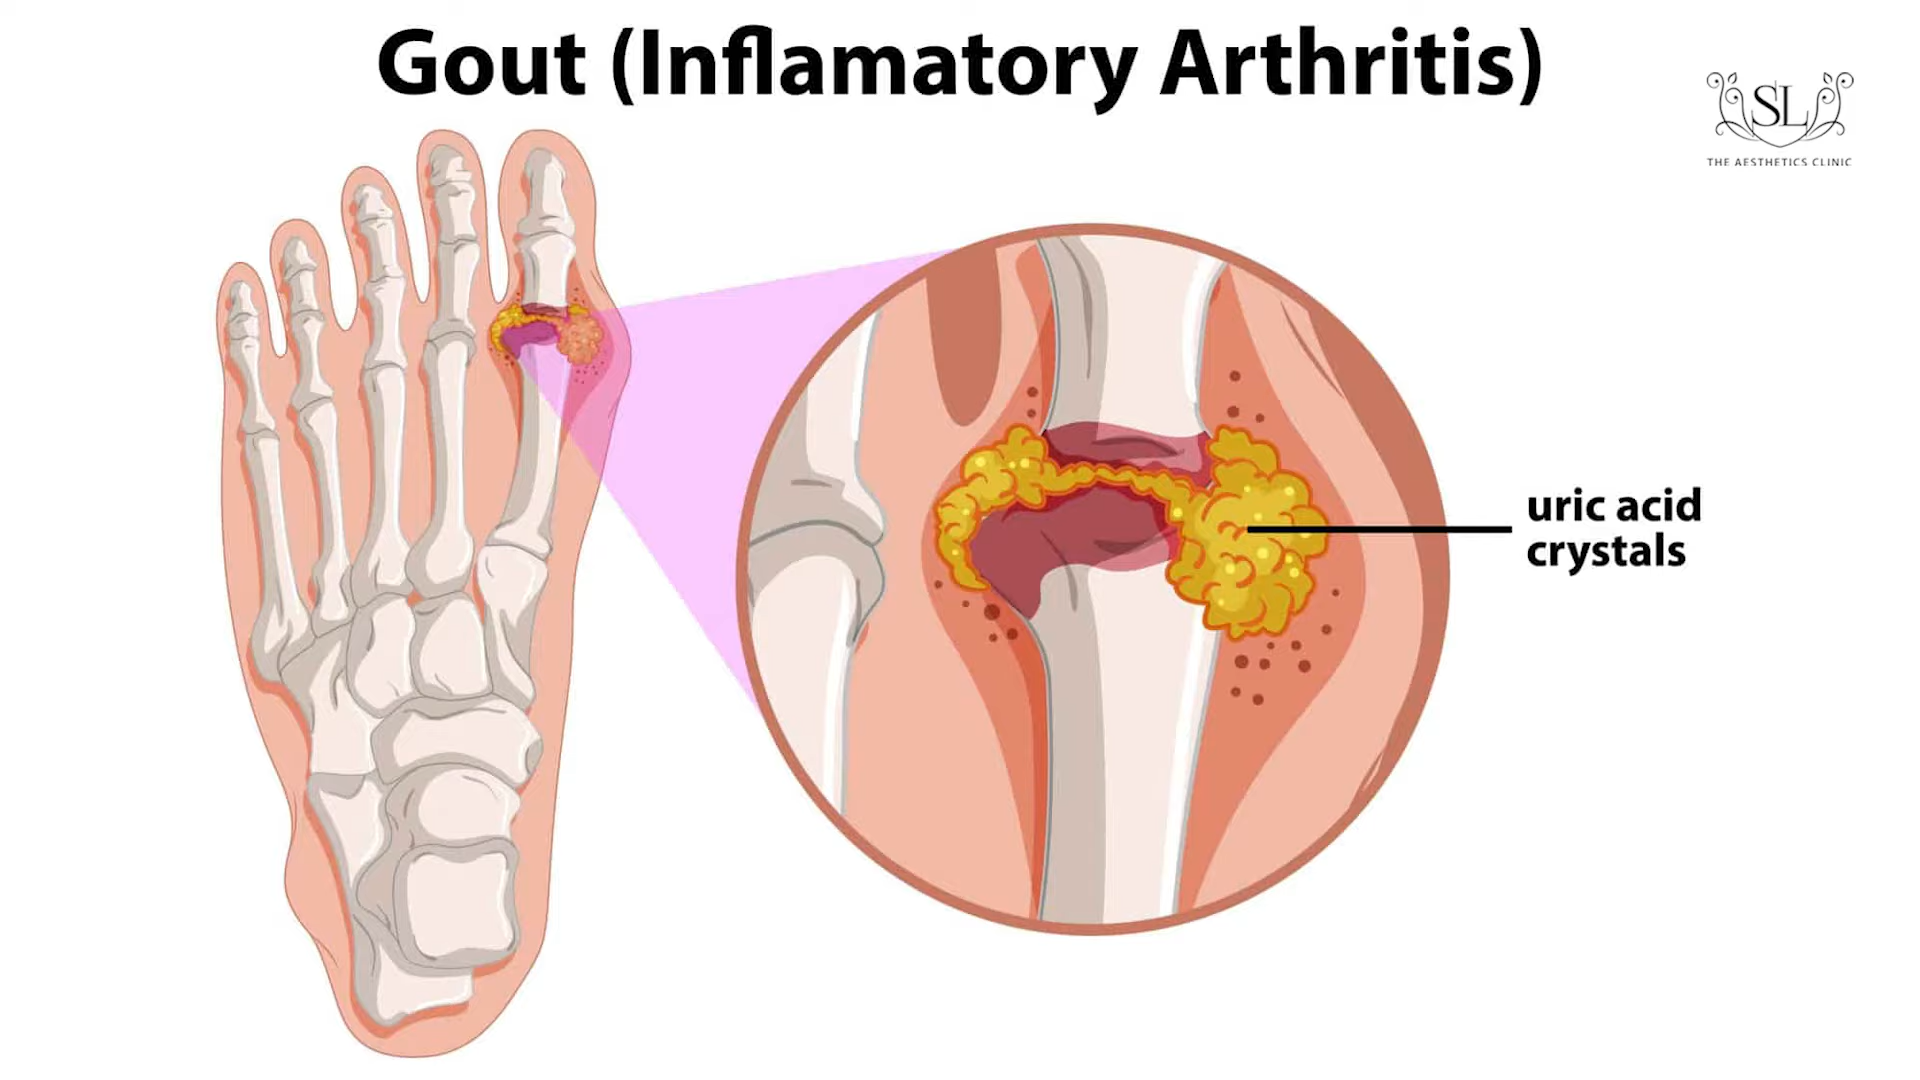 Gout (Inflamatory Arthritis)
SL
THE AESTHETICS CLINIC
uric acid
crystals